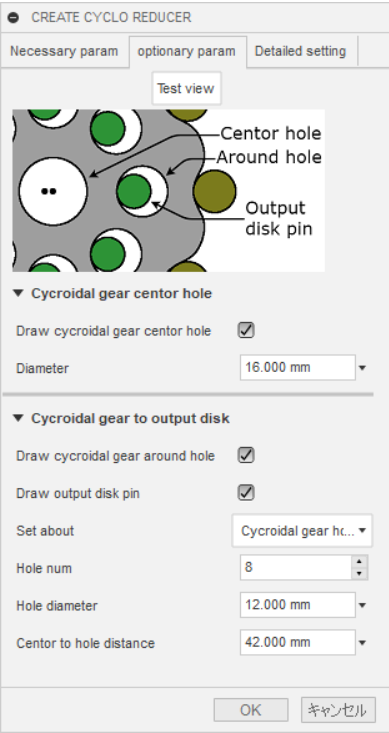 CREATE CYCLO REDUCER
Necessary param optionary param Detailed setting
Test view
Centor hole
Around hole
Output
disk pin
Cycroidal gear centor hole
Draw cycroidal gear centor hole
Diameter 16.000 mm
Cycroidal gear to output disk
Draw cycroidal gear around hole
Draw output disk pin
Set about Cycroidal gear hc...
Hole num 8
Hole diameter 12.000 mm
Centor to hole distance 42.000 mm
OK キャンセル